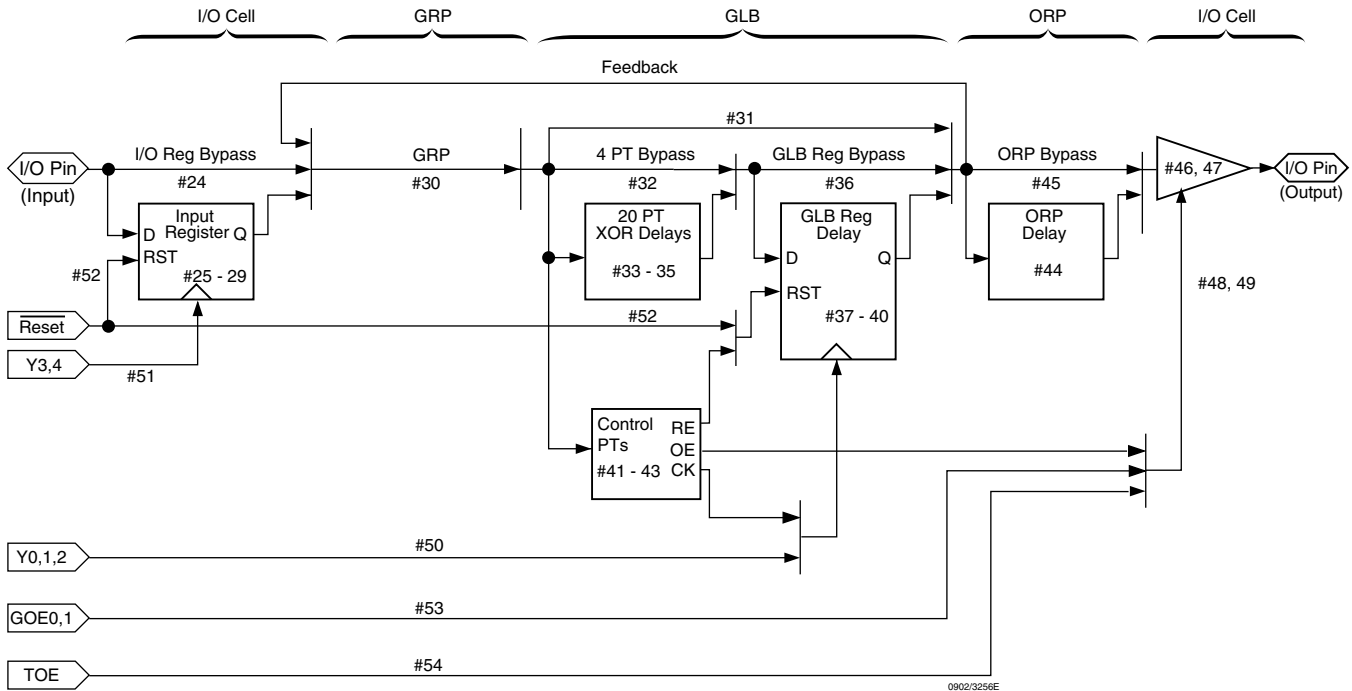 I/O Cell
GRP
GLB
ORP
I/O Cell
Feedback
#31
I/O Pin
(Input)
I/O Reg Bypass
#24
GRP
#30
4 PT Bypass
#32
GLB Reg Bypass
#36
ORP Bypass
#45
#46, 47
I/O Pin
(Output)
Input
Register
D
Q
RST
#25 - 29
#52
20 PT
XOR Delays
#33 - 35
GLB Reg
Delay
D
Q
RST
#37 - 40
ORP
Delay
#44
#48, 49
Reset
#52
Y3,4
#51
Control
PTs
#41 - 43
RE
OE
CK
Y0,1,2
#50
GOE0,1
#53
TOE
#54
0902/3256E